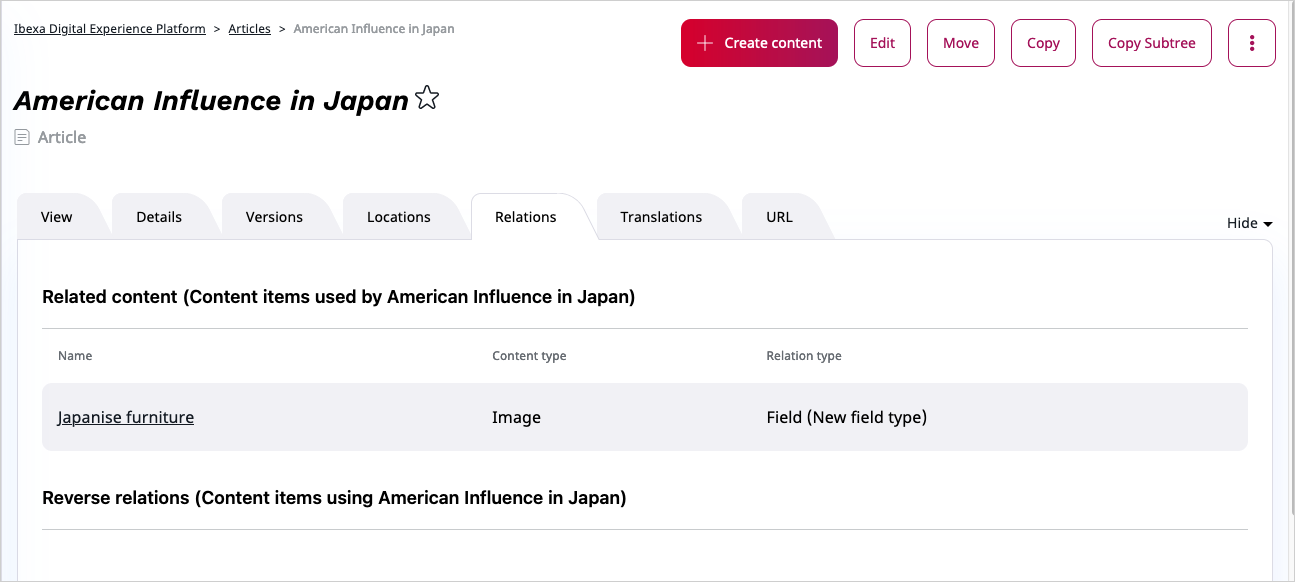 Ibexa Digital Experience Platform > Articles > American Influence in Japan
Create content
Edit
Move
Copy
Copy Subtree
American Influence in Japan
Article
View
Details
Versions
Locations
Relations
Translations
URL
Hide
Related content (Content items used by American Influence in Japan)
Name Content type Relation type
Japanise furniture Image Field (New field type)
Reverse relations (Content items using American Influence in Japan)